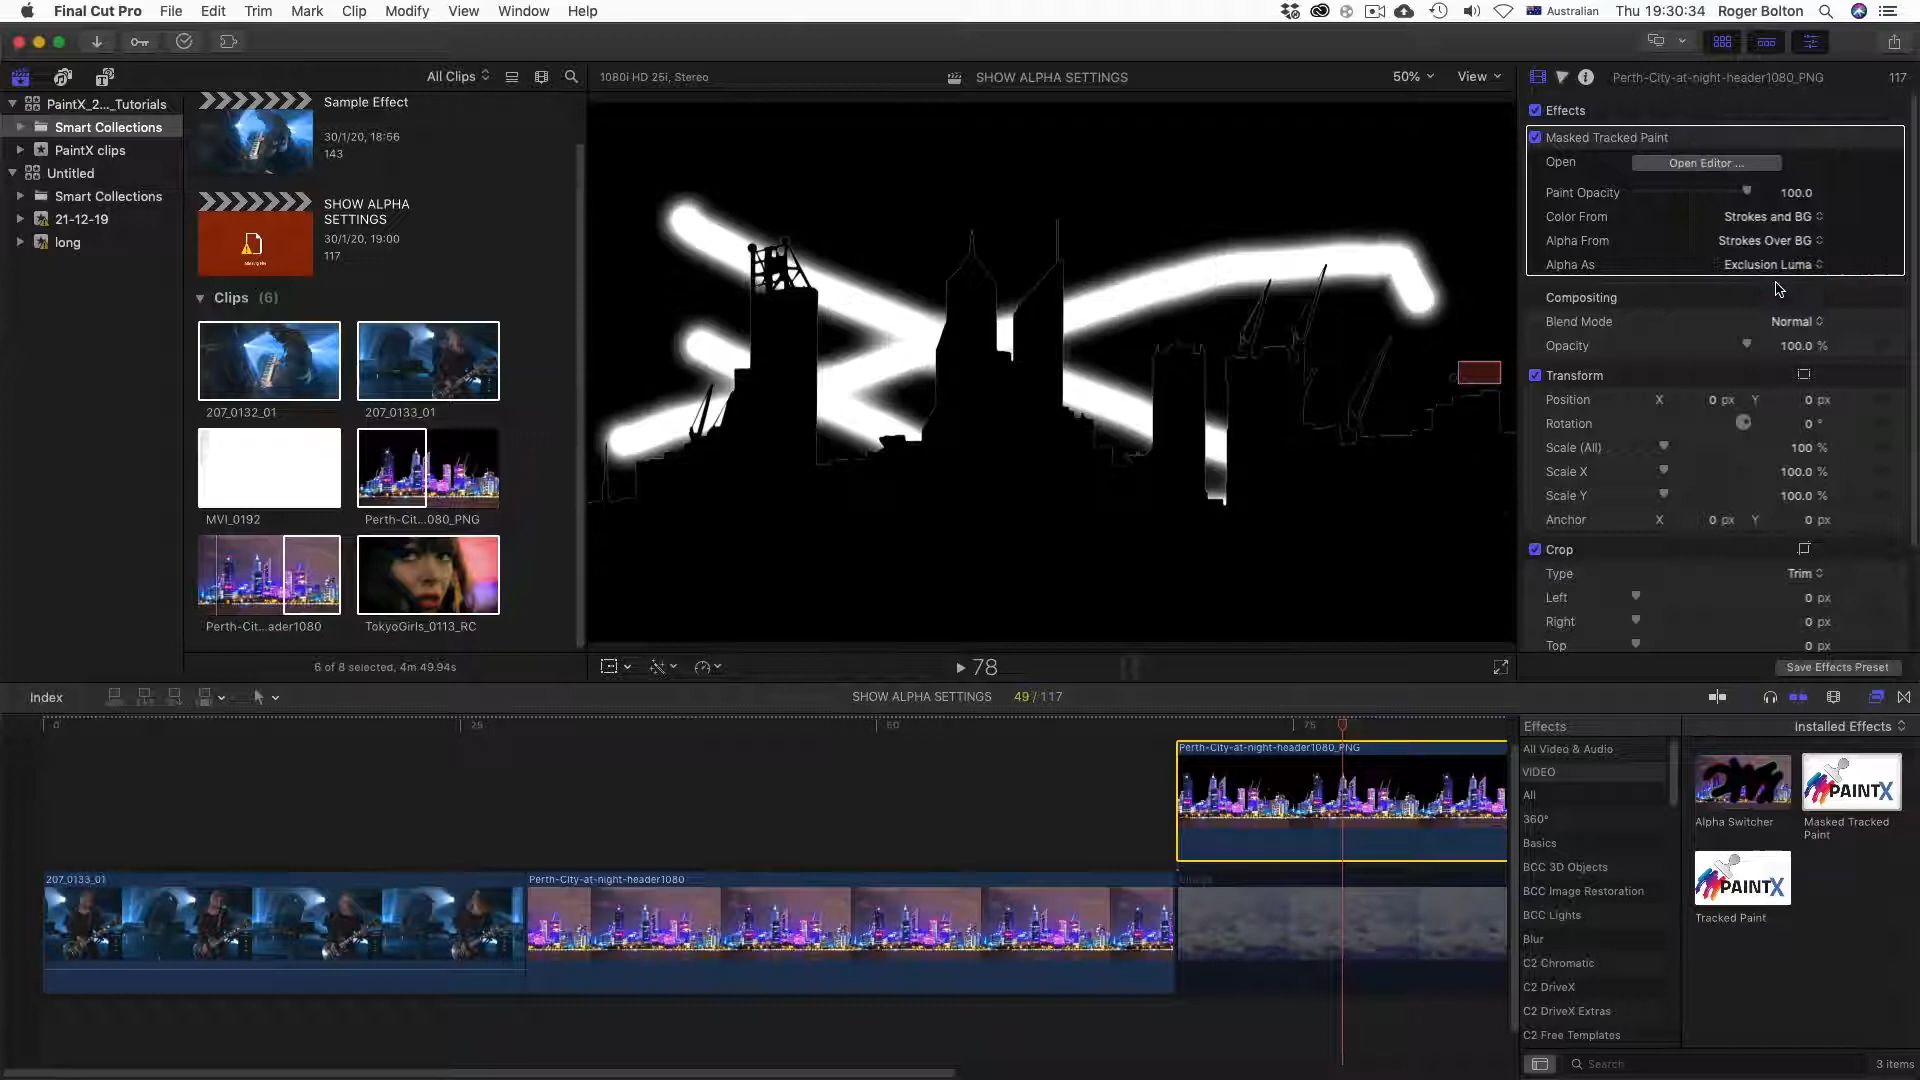 Final Cut Pro File Edit Trim Mark Clip Modify View Window Help Australian Thu 19:30:34 Roger Bolton
All Clips 1080i HD 25i, Stereo SHOW ALPHA SETTINGS 50% View Perth-City-at-night-header1080_PNG 117
PaintX_2..._Tutorials
Smart Collections
PaintX clips
Untitled
Smart Collections
21-12-19
long
Sample Effect
30/1/20, 18:56
143
SHOW ALPHA
SETTINGS
30/1/20, 19:00
117
Clips (6)
207_0132_01
207_0133_01
MVI_0192
Perth-Cit...080_PNG
Perth-Cit...ader1080
TokyoGirls_0113_RC
6 of 8 selected, 4m 49.94s
78
Effects
Masked Tracked Paint
Open Open Editor ...
Paint Opacity 100.0
Color From Strokes and BG
Alpha From Strokes Over BG
Alpha As Exclusion Luma
Compositing
Blend Mode Normal
Opacity 100.0 %
Transform
Position X 0 px Y 0 px
Rotation 0 °
Scale (All) 100 %
Scale X 100.0 %
Scale Y 100.0 %
Anchor X 0 px Y 0 px
Crop
Type Trim
Left 0 px
Right 0 px
Top 0 px
Save Effects Preset
Index SHOW ALPHA SETTINGS 49 / 117
0 25 50 75
Perth-City-at-night-header1080_PNG
207_0133_01
Perth-City-at-night-header1080
Effects Installed Effects
All Video & Audio
VIDEO
All
360°
Basics
BCC 3D Objects
BCC Image Restoration
BCC Lights
Blur
C2 Chromatic
C2 DriveX
C2 DriveX Extras
C2 Free Templates
Alpha Switcher
PAINTX
Masked Tracked
Paint
PAINTX
Tracked Paint
Search
3 items